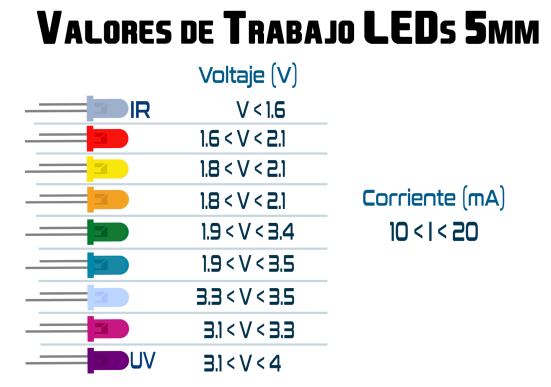 Valores de Trabajo LEDs 5mm
Voltaje (V)
IR V < 1.6
1.6 < V < 2.1
1.8 < V < 2.1
1.8 < V < 2.1
1.9 < V < 3.4
1.9 < V < 3.5
3.3 < V < 3.5
3.1 < V < 3.3
UV 3.1 < V < 4
Corriente (mA)
10 < I < 20